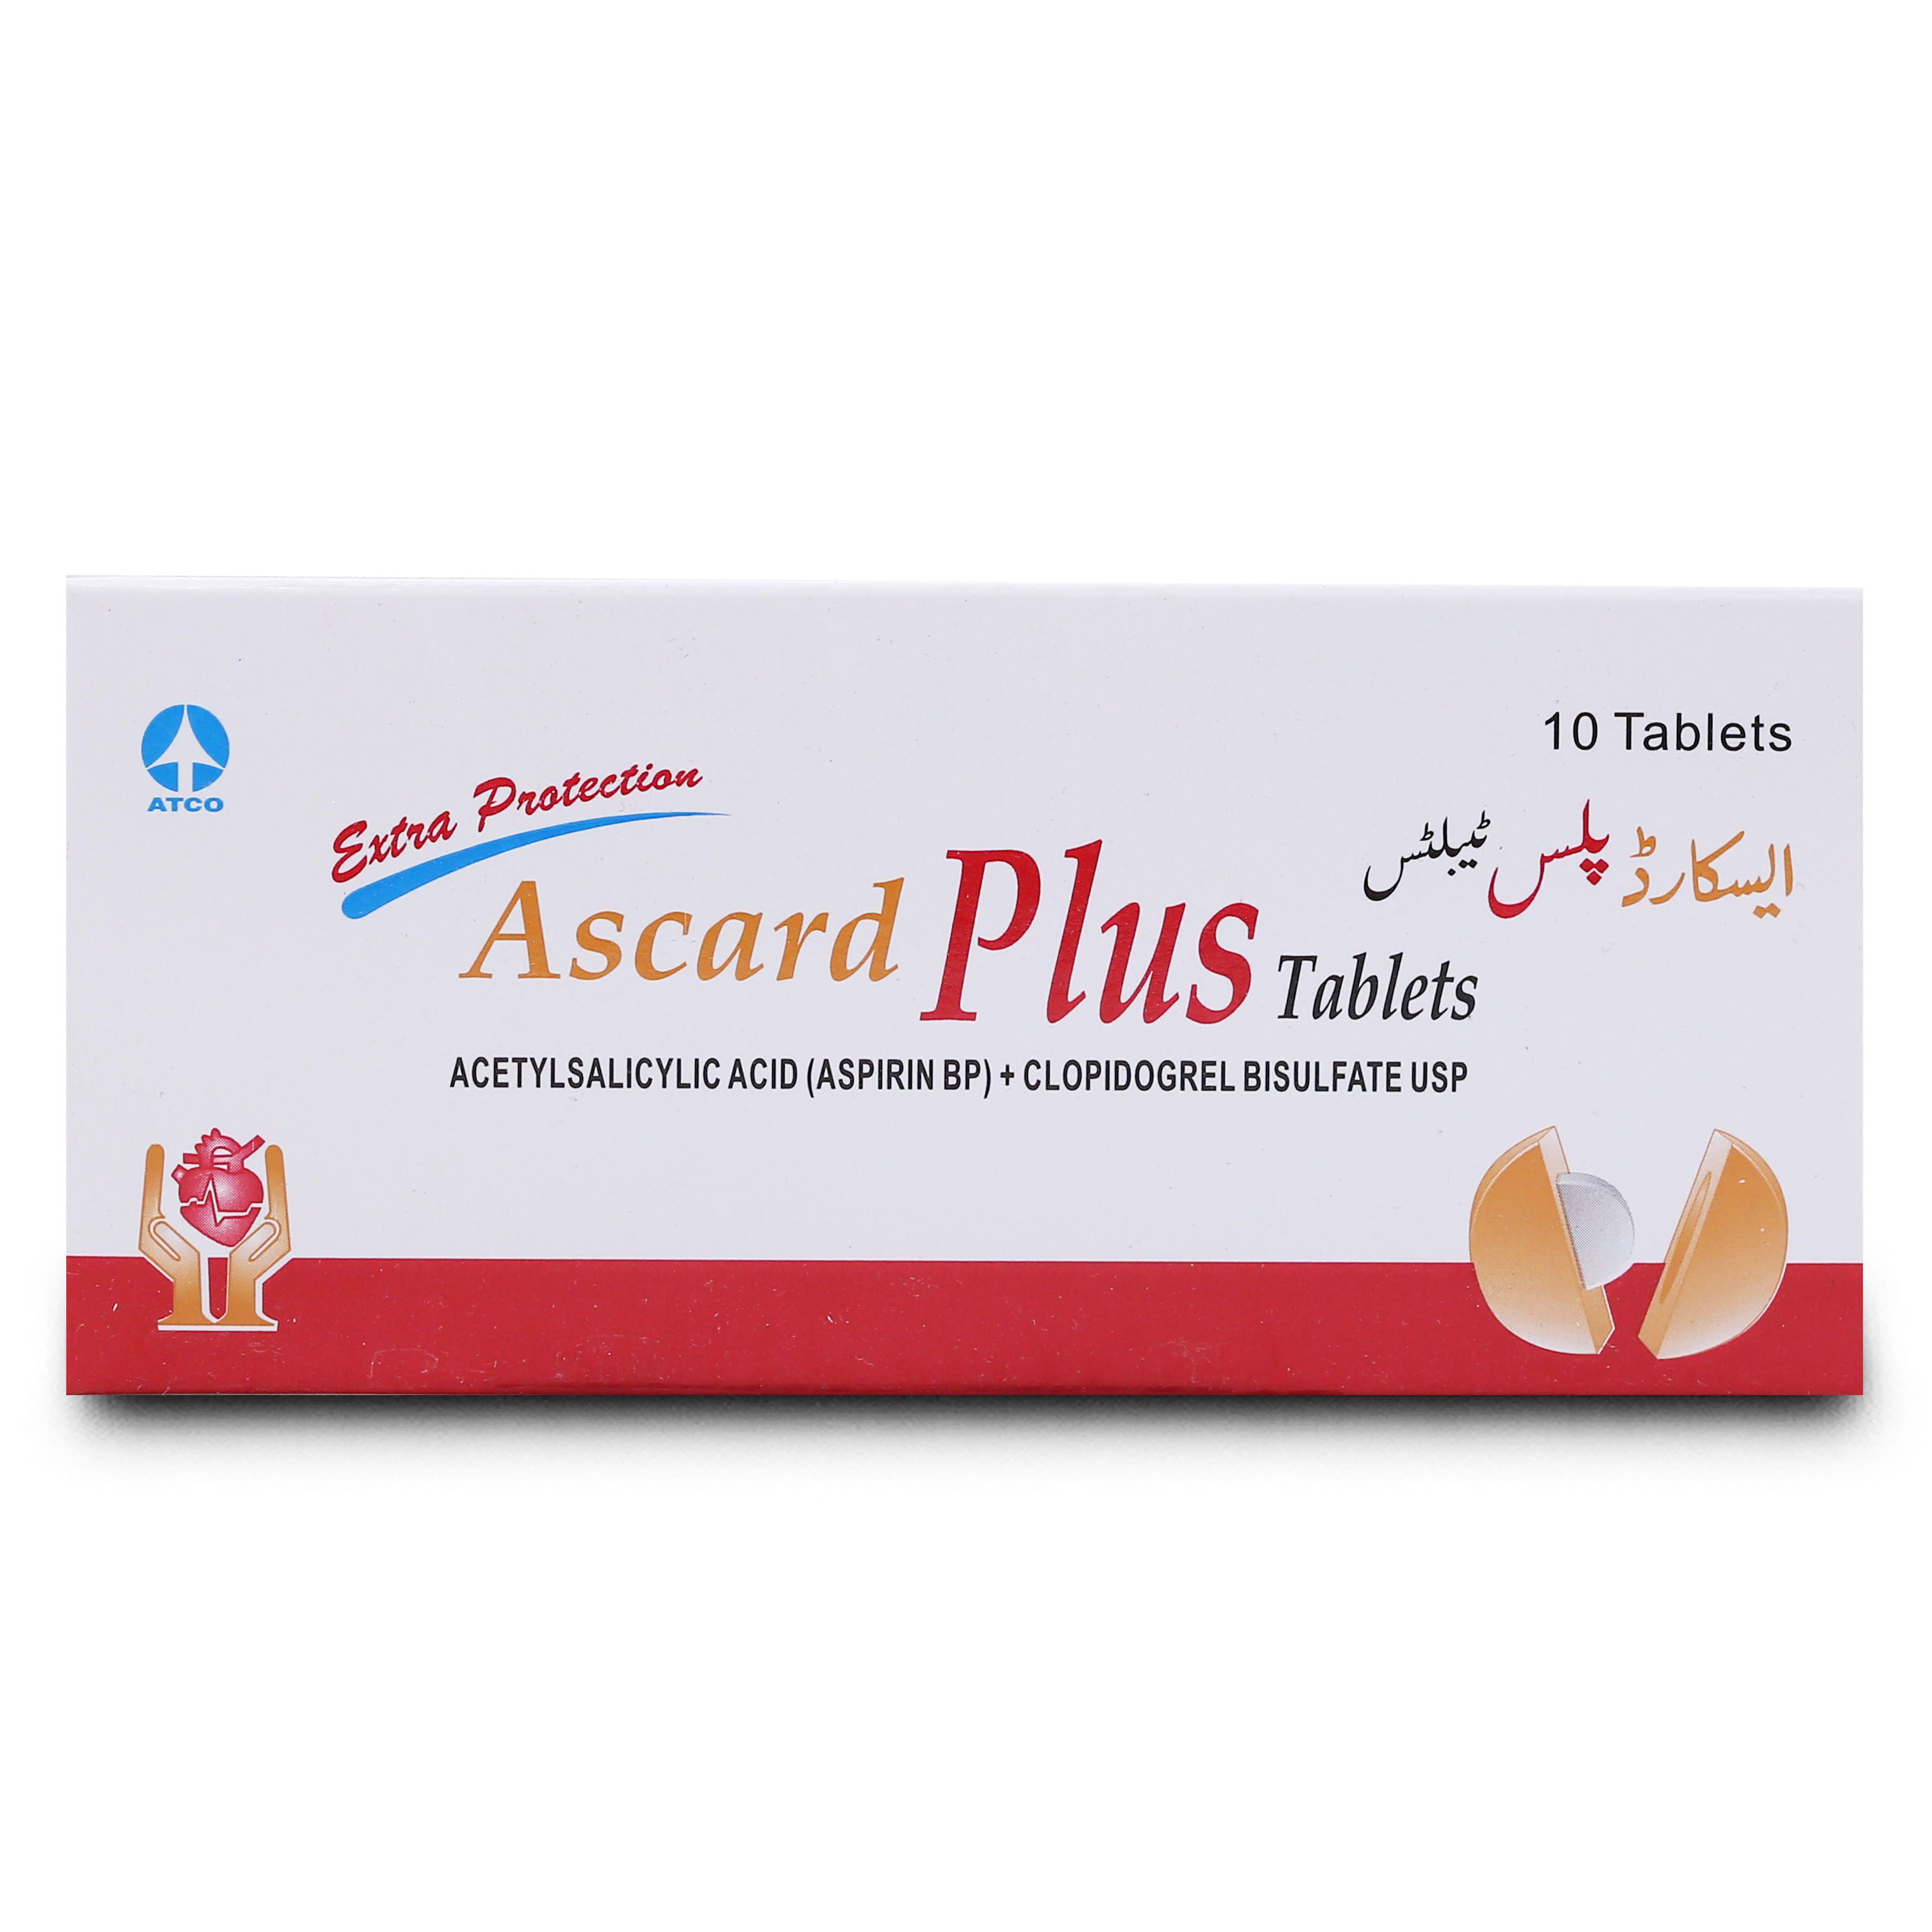 ATCO
10 Tablets
Extra Protection
ایسکارڈ پلس ٹیبلٹس
Ascard Plus Tablets
ACETYLSALICYLIC ACID (ASPIRIN BP) + CLOPIDOGREL BISULFATE USP